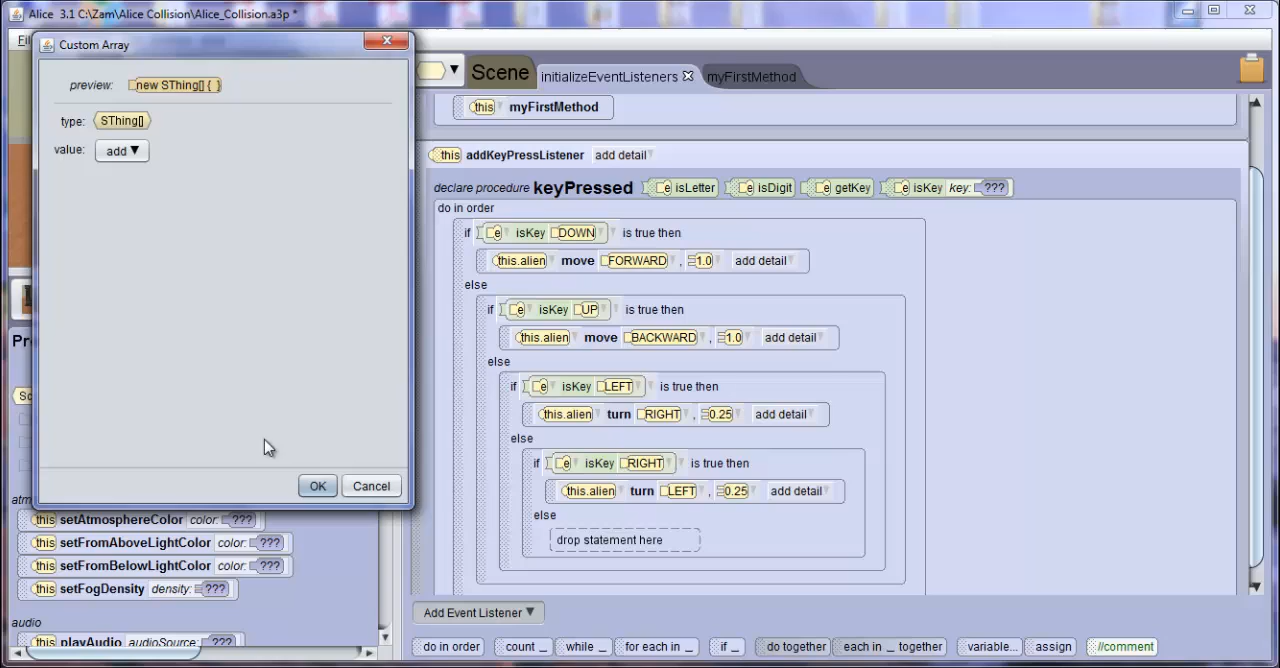 Alice 3.1 C:\Zam\Alice Collision\Alice_Collision.a3p *
Custom Array
preview: new STHing[] { }
type: SThing[]
value: add
OK Cancel
this setAtmosphereColor color: ???
this setFromAboveLightColor color: ???
this setFromBelowLightColor color: ???
this setFogDensity density: ???
audio
this playAudio audioSource: ???
Scene initializeEventListeners myFirstMethod
this myFirstMethod
this addKeyPressListener add detail
declare procedure keyPressed e isLetter e isDigit e getKey e isKey key: ???
do in order
if e isKey DOWN is true then
this.alien move FORWARD , 1.0 add detail
else
if e isKey UP is true then
this.alien move BACKWARD , 1.0 add detail
else
if e isKey LEFT is true then
this.alien turn RIGHT , 0.25 add detail
else
if e isKey RIGHT is true then
this.alien turn LEFT , 0.25 add detail
else
drop statement here
Add Event Listener
do in order count _ while _ for each in _ if _ do together each in _ together variable... assign //comment